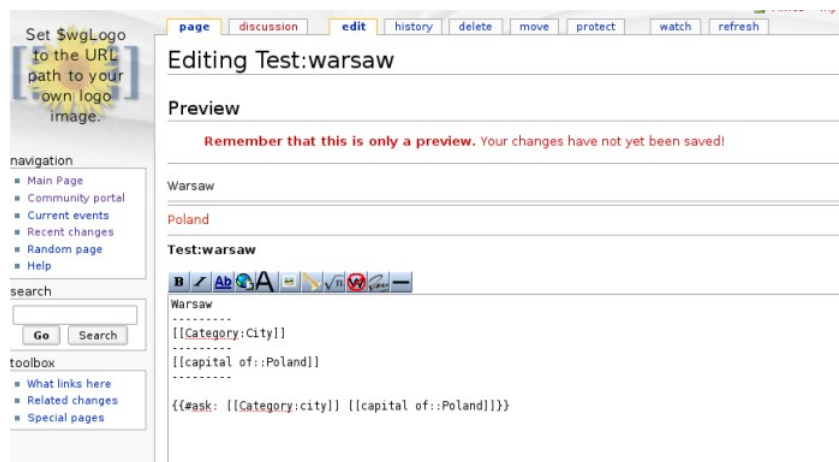 page discussion edit history delete move protect watch refresh
Set $wgLogo
to the URL
path to your
own logo
image.
Editing Test:warsaw
Preview
Remember that this is only a preview. Your changes have not yet been saved!
navigation
Main Page
Community portal
Current events
Recent changes
Random page
Help
search
Go Search
toolbox
What links here
Related changes
Special pages
Warsaw
Poland
Test:warsaw
B I Ab A √n W
Warsaw
---------
[[Category:City]]
---------
[[capital of::Poland]]
---------
{{#ask: [[Category:city]] [[capital of::Poland]]}}